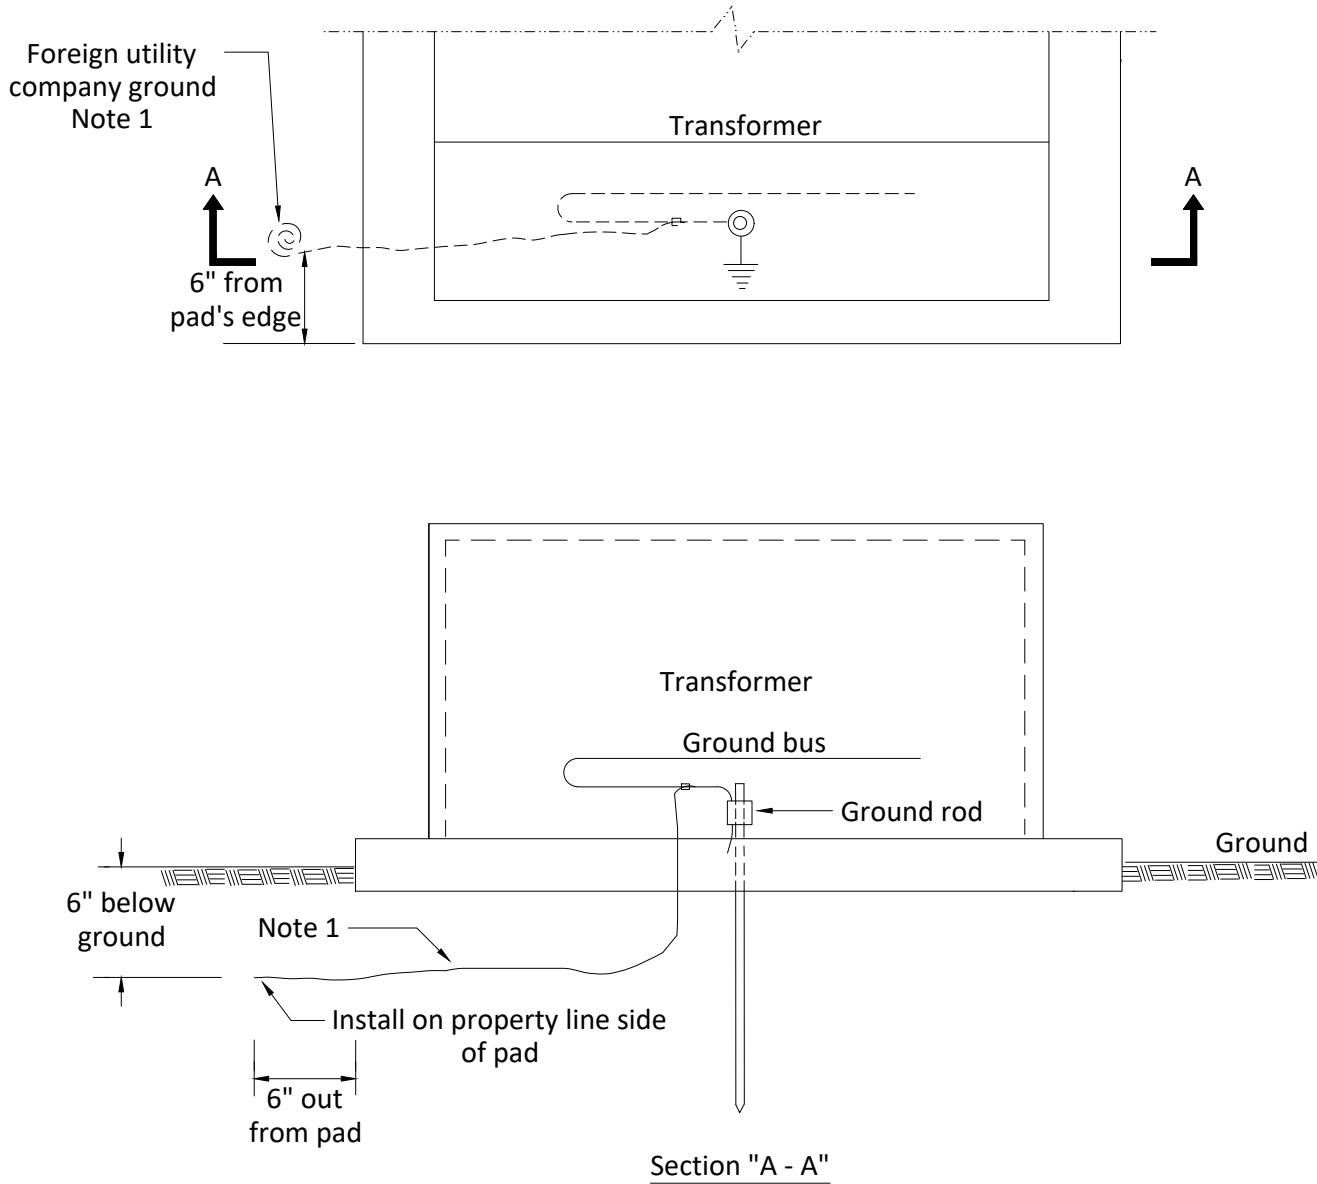 Foreign utility
company ground
Note 1
Transformer
A
A
6" from
pad's edge
Transformer
Ground bus
Ground rod
Ground
6" below
ground
Note 1
Install on property line side
of pad
6" out
from pad
Section "A - A"